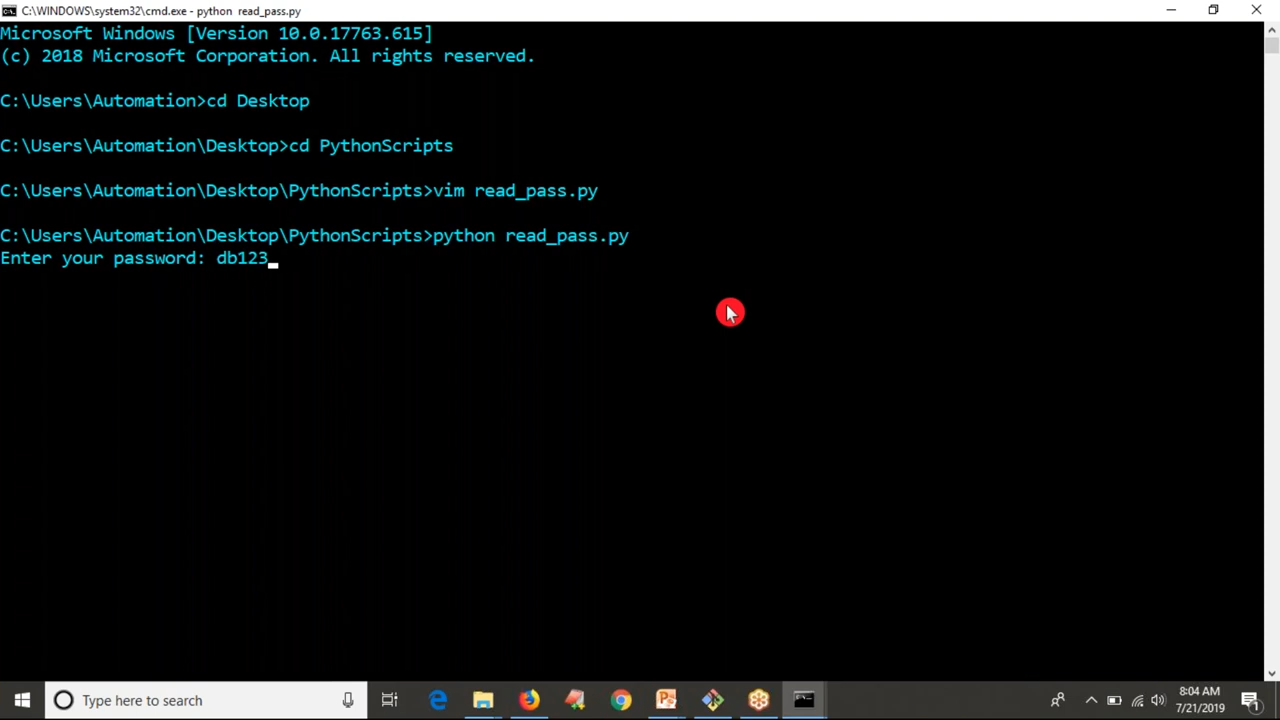 C:\WINDOWS\system32\cmd.exe - python read_pass.py
Microsoft Windows [Version 10.0.17763.615]
(c) 2018 Microsoft Corporation. All rights reserved.
C:\Users\Automation>cd Desktop
C:\Users\Automation\Desktop>cd PythonScripts
C:\Users\Automation\Desktop\PythonScripts>vim read_pass.py
C:\Users\Automation\Desktop\PythonScripts>python read_pass.py
Enter your password: db123
Type here to search
8:04 AM
7/21/2019
1